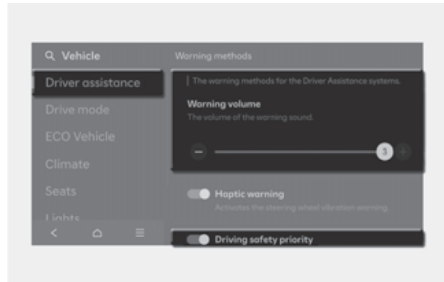 Vehicle
Driver assistance
Drive mode
ECO Vehicle
Climate
Seats
Lights
Warning methods
The warning methods for the Driver Assistance systems.
Warning volume
The volume of the warning sound.
3
Haptic warning
Activates the steering wheel vibration warning.
Driving safety priority